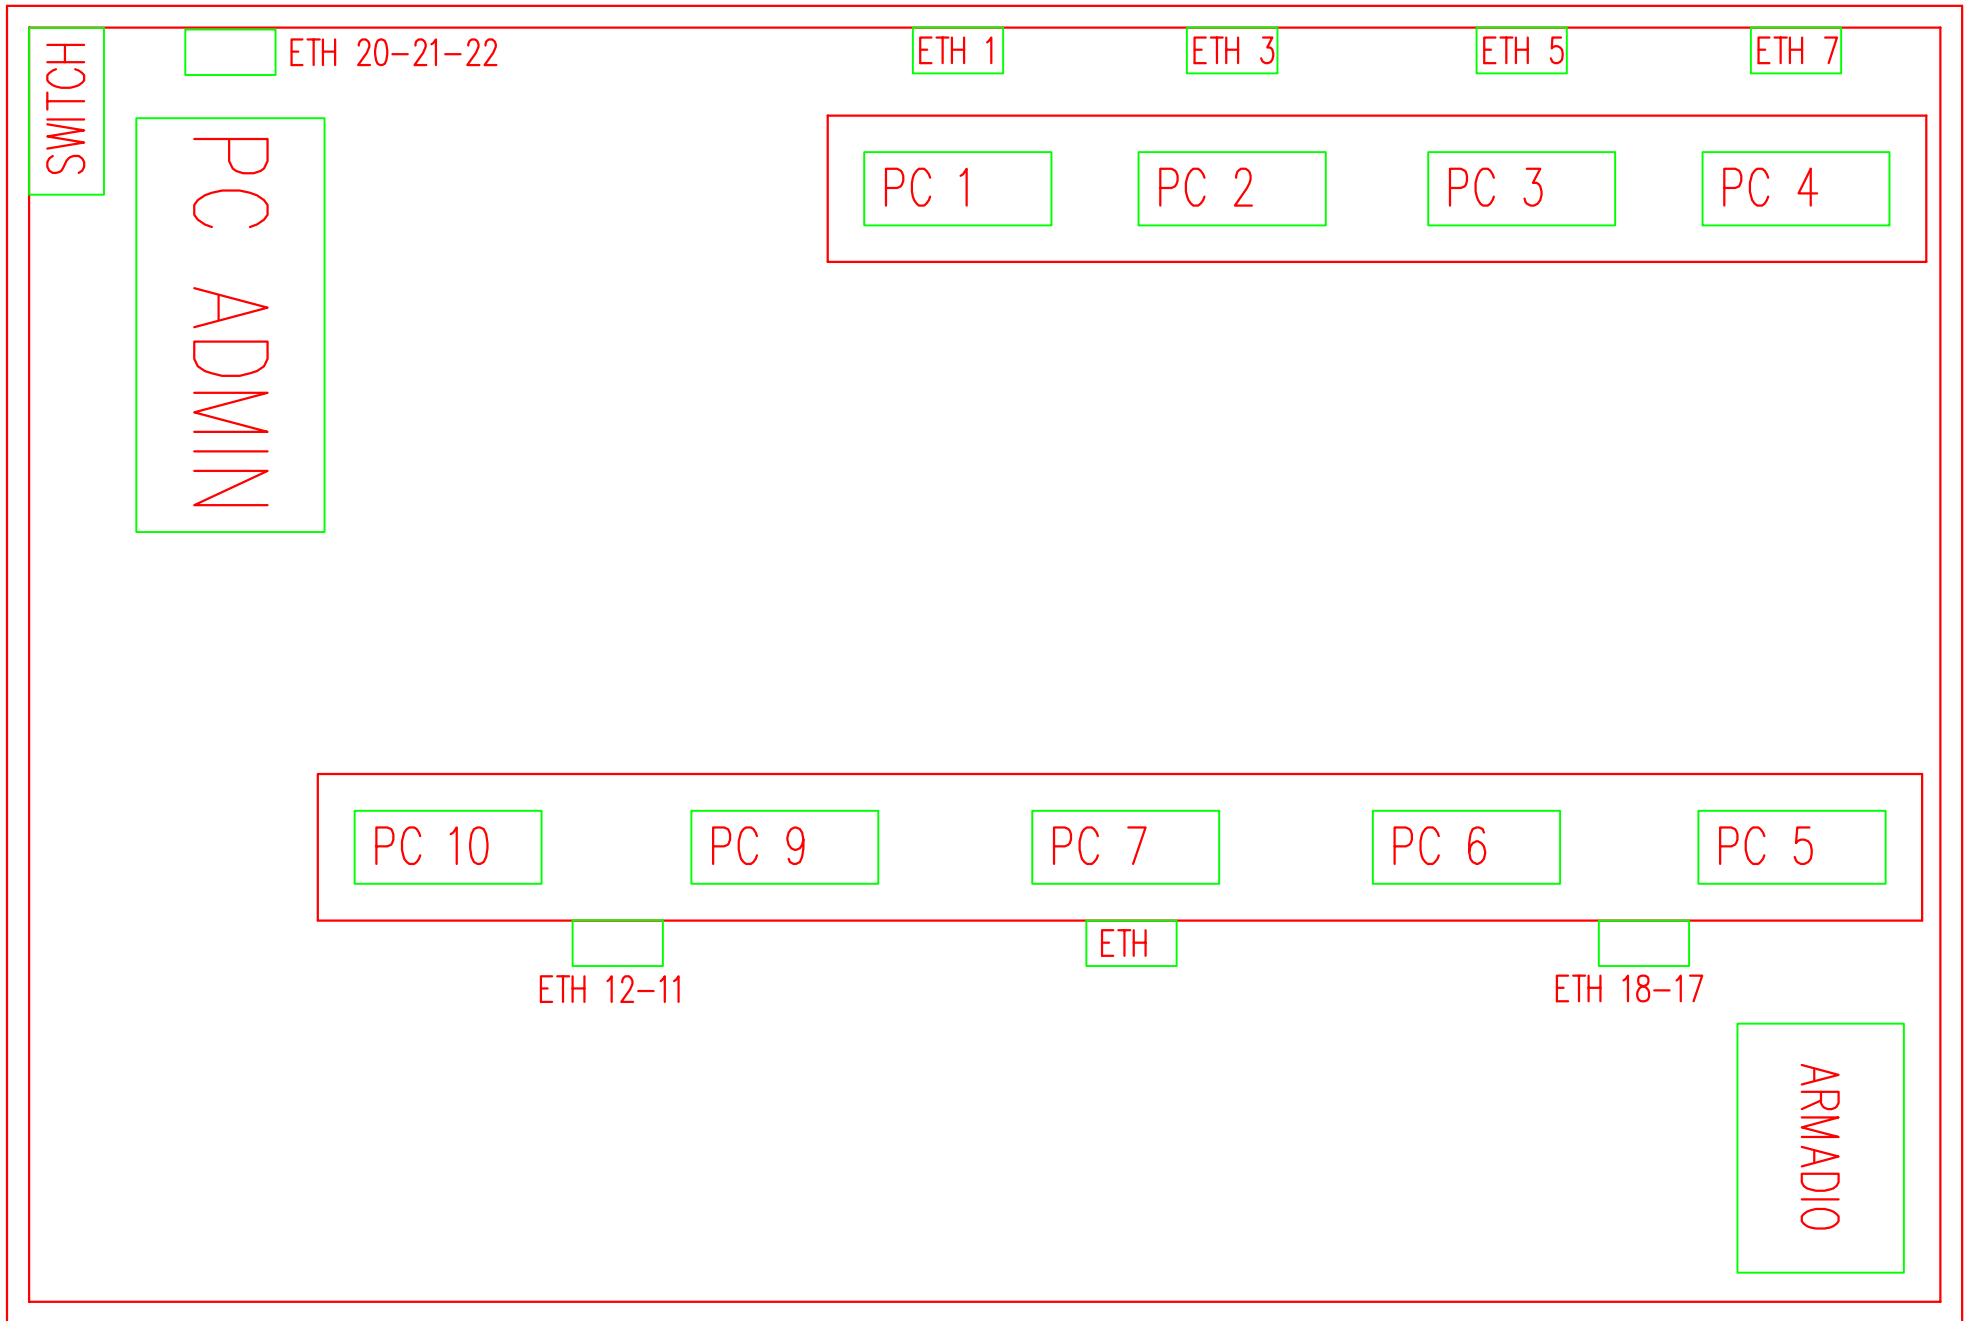 SWITCH
ETH 20-21-22
ETH 1
ETH 3
ETH 5
ETH 7
PC ADMIN
PC 1
PC 2
PC 3
PC 4
PC 10
PC 9
PC 7
PC 6
PC 5
ETH
ETH 12-11
ETH 18-17
ARMADIO